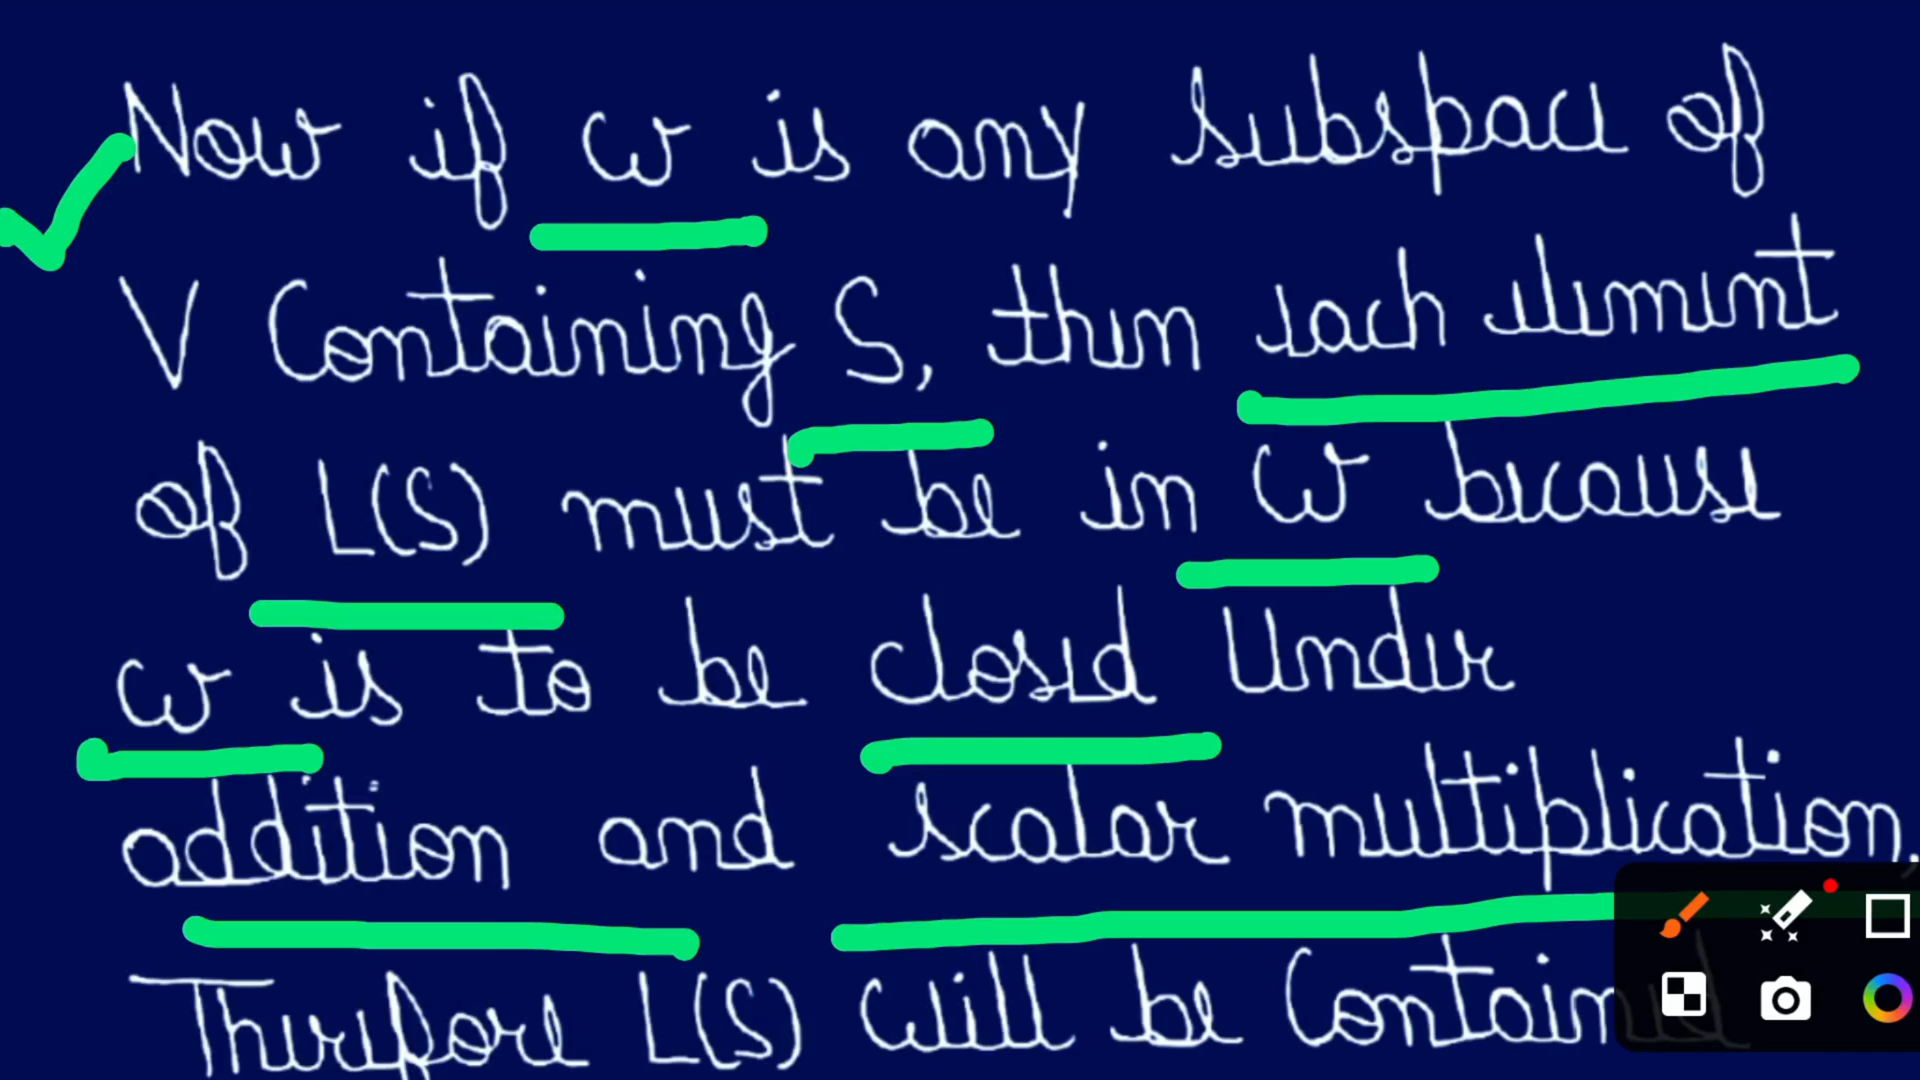 Now if W is any subspace of
V Containing S, then each element
of L(S) must be in W because
W is to be closed Under
addition and scalar multiplication,
Therefore L(S) Will be Contained